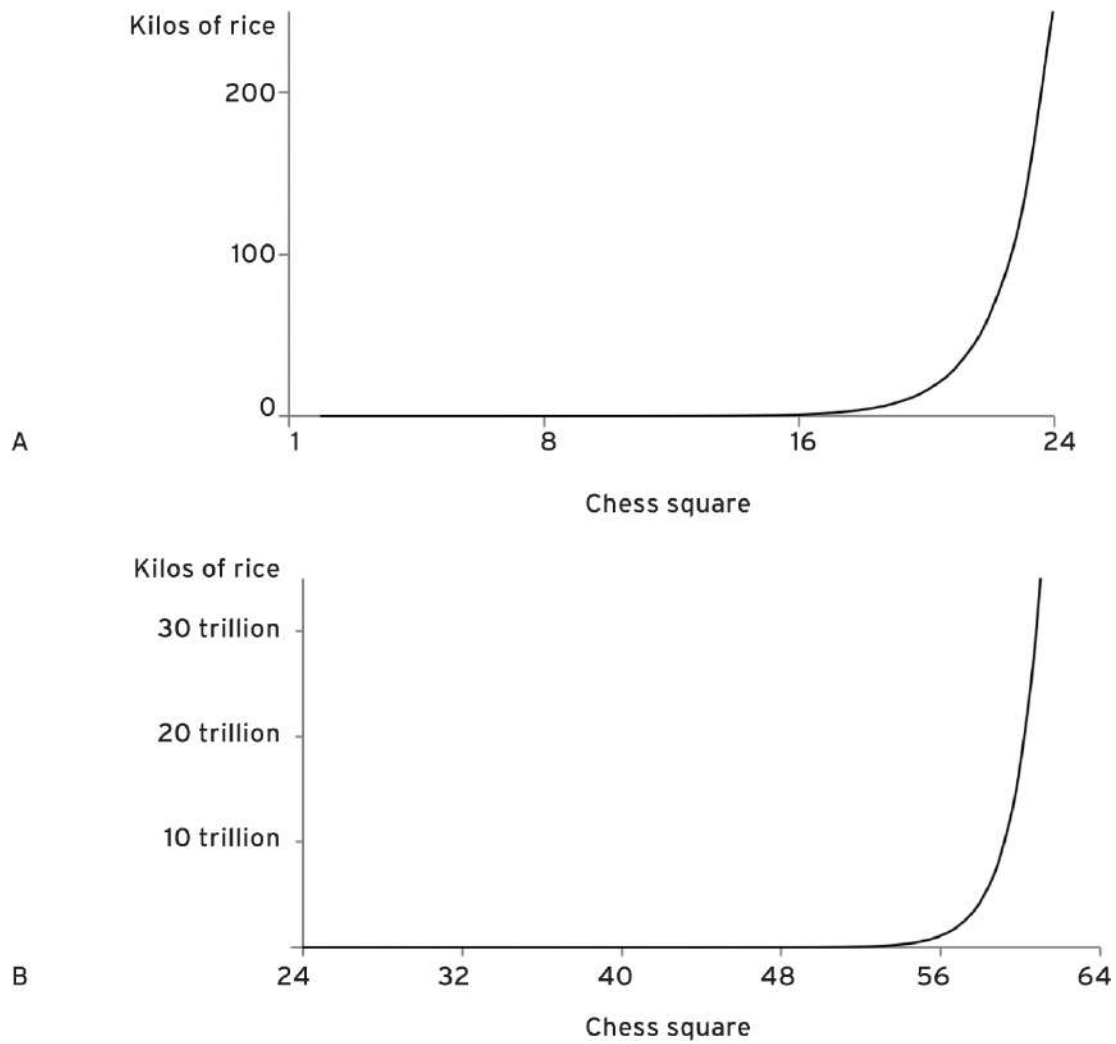 Kilos of rice
200
100
0
1 8 16 24
A
Chess square
Kilos of rice
30 trillion
20 trillion
10 trillion
24 32 40 48 56 64
B
Chess square